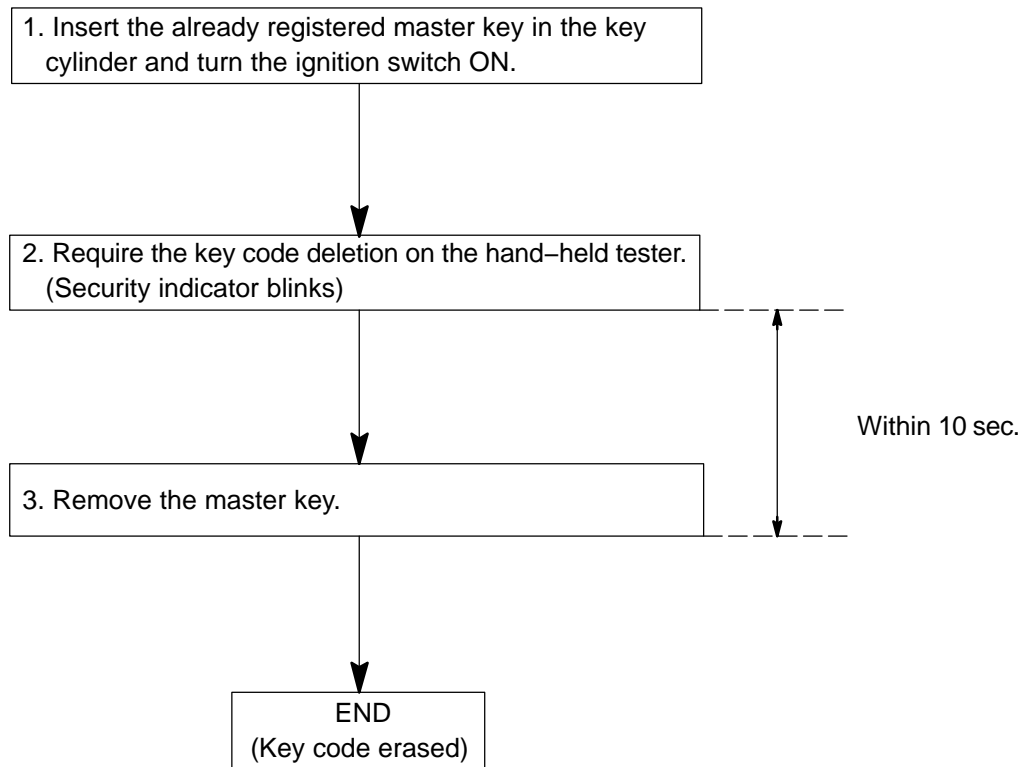 1. Insert the already registered master key in the key
cylinder and turn the ignition switch ON.
2. Require the key code deletion on the hand−held tester.
(Security indicator blinks)
Within 10 sec.
3. Remove the master key.
END
(Key code erased)